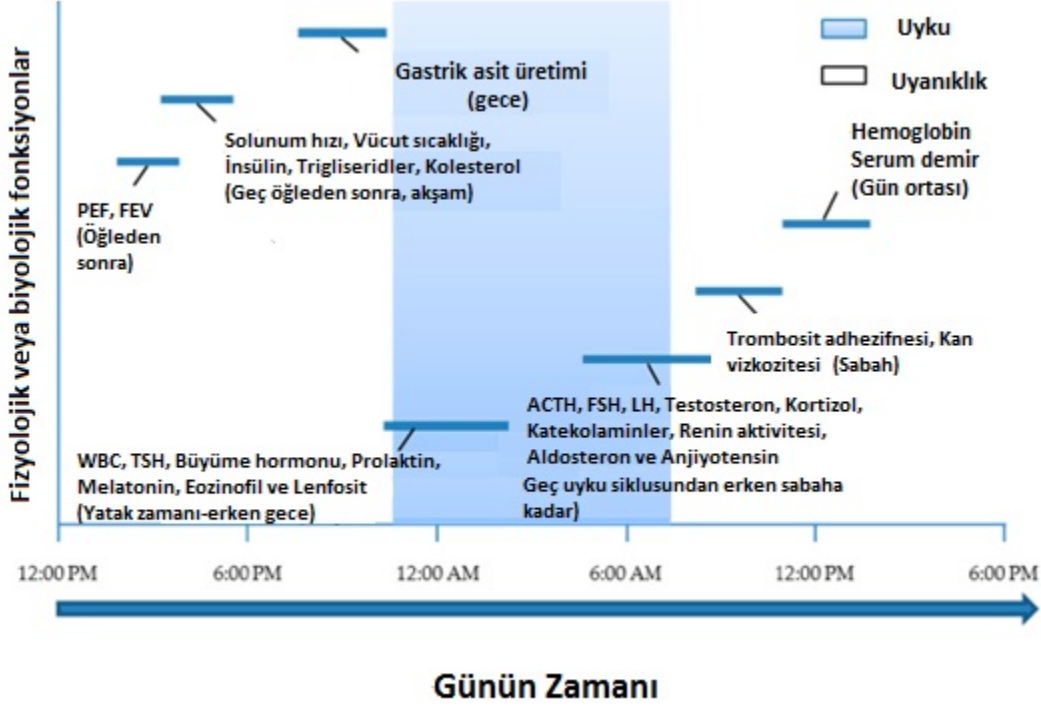 Fizyolojik veya biyolojik fonksiyonlar
Uyku
Uyanıklık
Gastrik asit üretimi
(gece)
Solunum hızı, Vücut sıcaklığı,
İnsülin, Trigliseridler, Kolesterol
(Geç öğleden sonra, akşam)
PEF, FEV
(Öğleden
sonra)
Hemoglobin
Serum demir
(Gün ortası)
Trombosit adhezifnesi, Kan
vizkozitesi (Sabah)
ACTH, FSH, LH, Testosteron, Kortizol,
Katekolaminler, Renin aktivitesi,
Aldosteron ve Anjiyotensin
Geç uyku siklusundan erken sabaha
kadar)
WBC, TSH, Büyüme hormonu, Prolaktin,
Melatonin, Eozinofil ve Lenfosit
(Yatak zamanı-erken gece)
12:00 PM
6:00 PM
12:00 AM
6:00 AM
12:00 PM
6:00 PM
Günün Zamanı